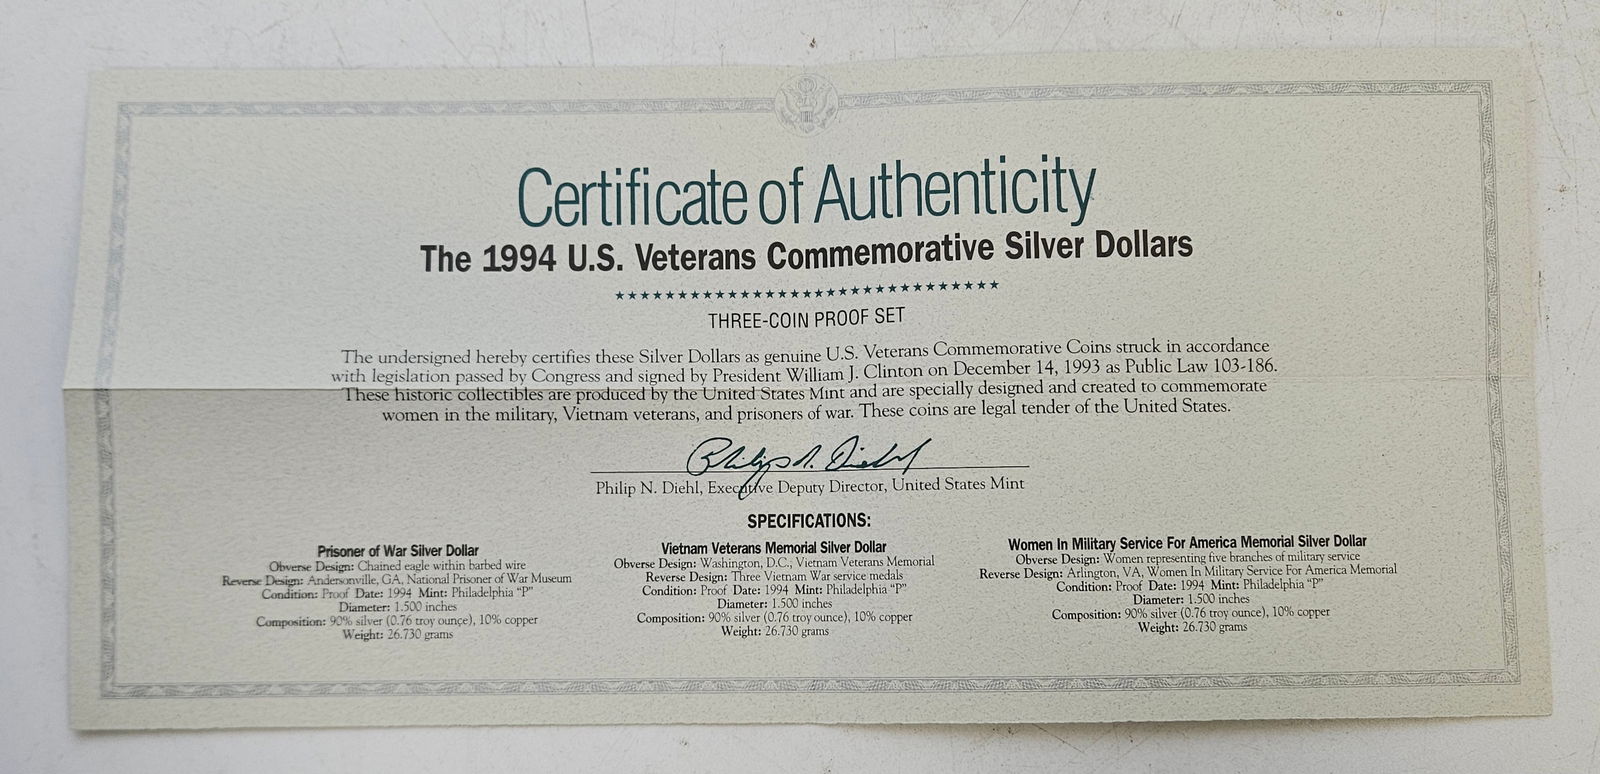 Certificate of Authenticity
The 1994 U.S. Veterans Commemorative Silver Dollars
★★★★★★★★★★★★★★★★★★★★★★★★★★★★★★★
THREE-COIN PROOF SET
The undersigned hereby certifies these Silver Dollars as genuine U.S. Veterans Commemorative Coins struck in accordance
with legislation passed by Congress and signed by President William J. Clinton on December 14, 1993 as Public Law 103-186.
These historic collectibles are produced by the United States Mint and are specially designed and created to commemorate
women in the military, Vietnam veterans, and prisoners of war. These coins are legal tender of the United States.
Philip N. Diehl
Philip N. Diehl, Executive Deputy Director, United States Mint
SPECIFICATIONS:
Prisoner of War Silver Dollar
Obverse Design: Chained eagle within barbed wire
Reverse Design: Andersonville, GA, National Prisoner of War Museum
Condition: Proof Date: 1994 Mint: Philadelphia "P"
Diameter: 1.500 inches
Composition: 90% silver (0.76 troy ounce), 10% copper
Weight: 26.730 grams
Vietnam Veterans Memorial Silver Dollar
Obverse Design: Washington, D.C., Vietnam Veterans Memorial
Reverse Design: Three Vietnam War service medals
Condition: Proof Date: 1994 Mint: Philadelphia "P"
Diameter: 1.500 inches
Composition: 90% silver (0.76 troy ounce), 10% copper
Weight: 26.730 grams
Women In Military Service For America Memorial Silver Dollar
Obverse Design: Women representing five branches of military service
Reverse Design: Arlington, VA, Women In Military Service For America Memorial
Condition: Proof Date: 1994 Mint: Philadelphia "P"
Diameter: 1.500 inches
Composition: 90% silver (0.76 troy ounce), 10% copper
Weight: 26.730 grams